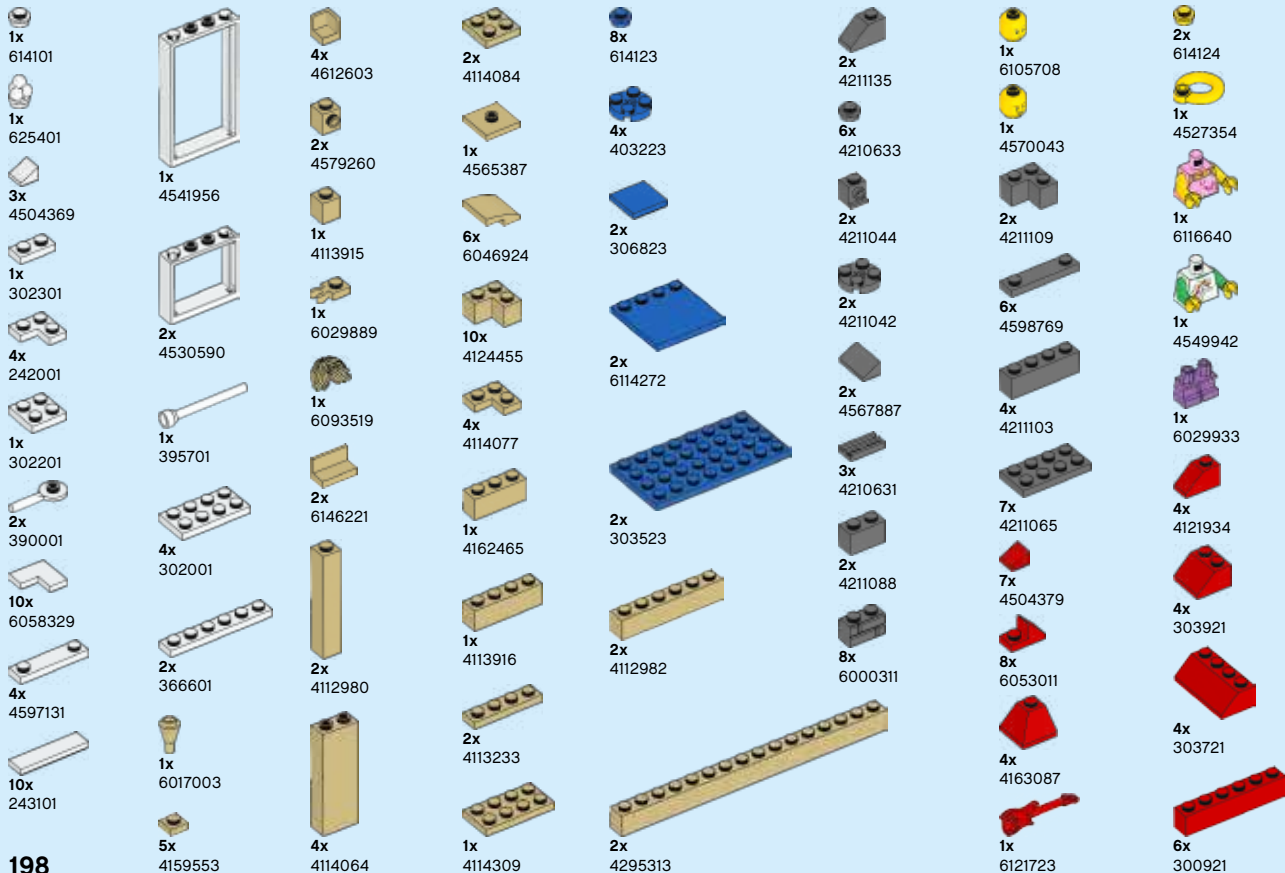 1x
614101
1x
625401
3x
4504369
1x
302301
4x
242001
1x
302201
2x
390001
10x
6058329
4x
4597131
10x
243101
198
1x
4541956
2x
4530590
1x
395701
4x
302001
2x
366601
1x
6017003
5x
4159553
4x
4612603
2x
4579260
1x
4113915
1x
6029889
1x
6093519
2x
6146221
2x
4112980
4x
4114064
2x
4114084
1x
4565387
6x
6046924
10x
4124455
4x
4114077
1x
4162465
1x
4113916
2x
4113233
1x
4114309
8x
614123
4x
403223
2x
306823
2x
6114272
2x
303523
2x
4112982
2x
4295313
2x
4211135
6x
4210633
2x
4211044
2x
4211042
2x
4567887
3x
4210631
2x
4211088
8x
6000311
1x
6105708
1x
4570043
2x
4211109
6x
4598769
4x
4211103
7x
4211065
7x
4504379
8x
6053011
4x
4163087
1x
6121723
2x
614124
1x
4527354
1x
6116640
1x
4549942
1x
6029933
4x
4121934
4x
303921
4x
303721
6x
300921